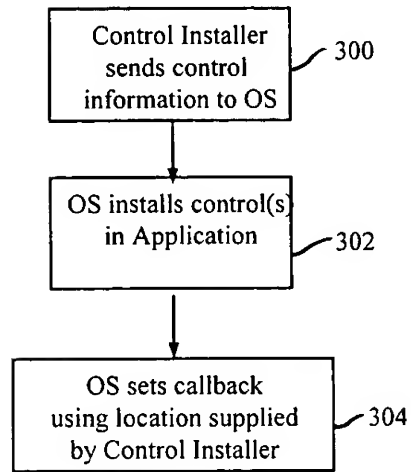 Control Installer
sends control
information to OS
300
OS installs control(s)
in Application
302
OS sets callback
using location supplied
by Control Installer
304